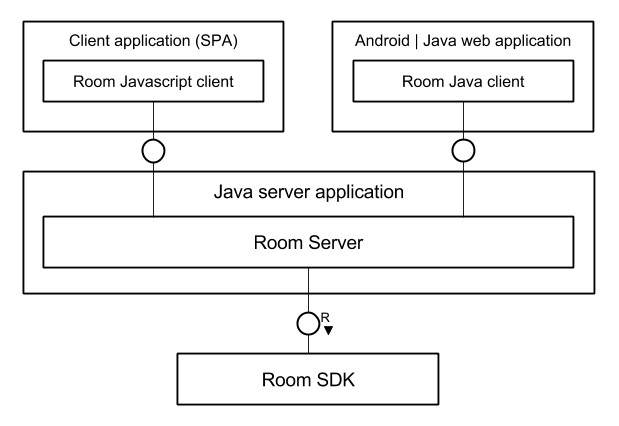 Client application (SPA)
Room Javascript client
Android | Java web application
Room Java client
Java server application
Room Server
R
Room SDK